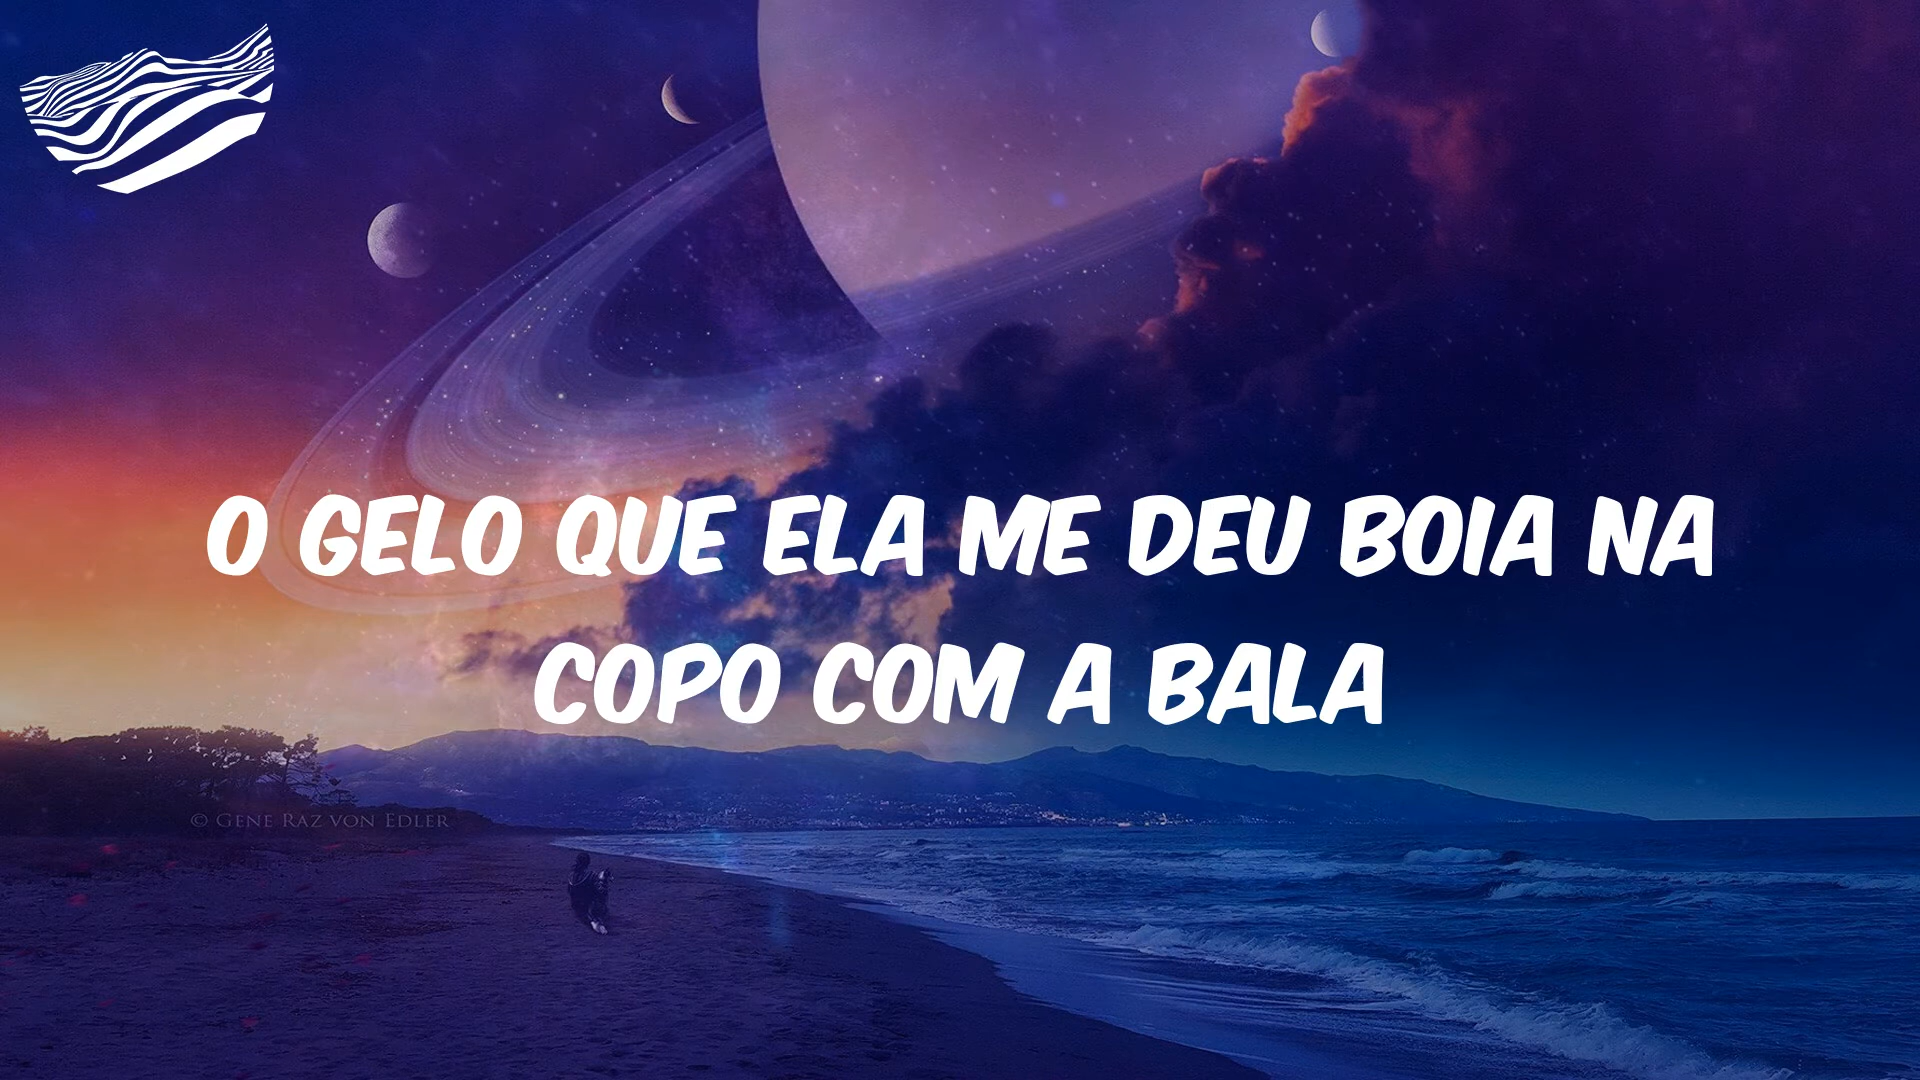 O GELO QUE ELA ME DEU BOIA NA
COPO COM A BALA
© GENE RAZ VON EDLER